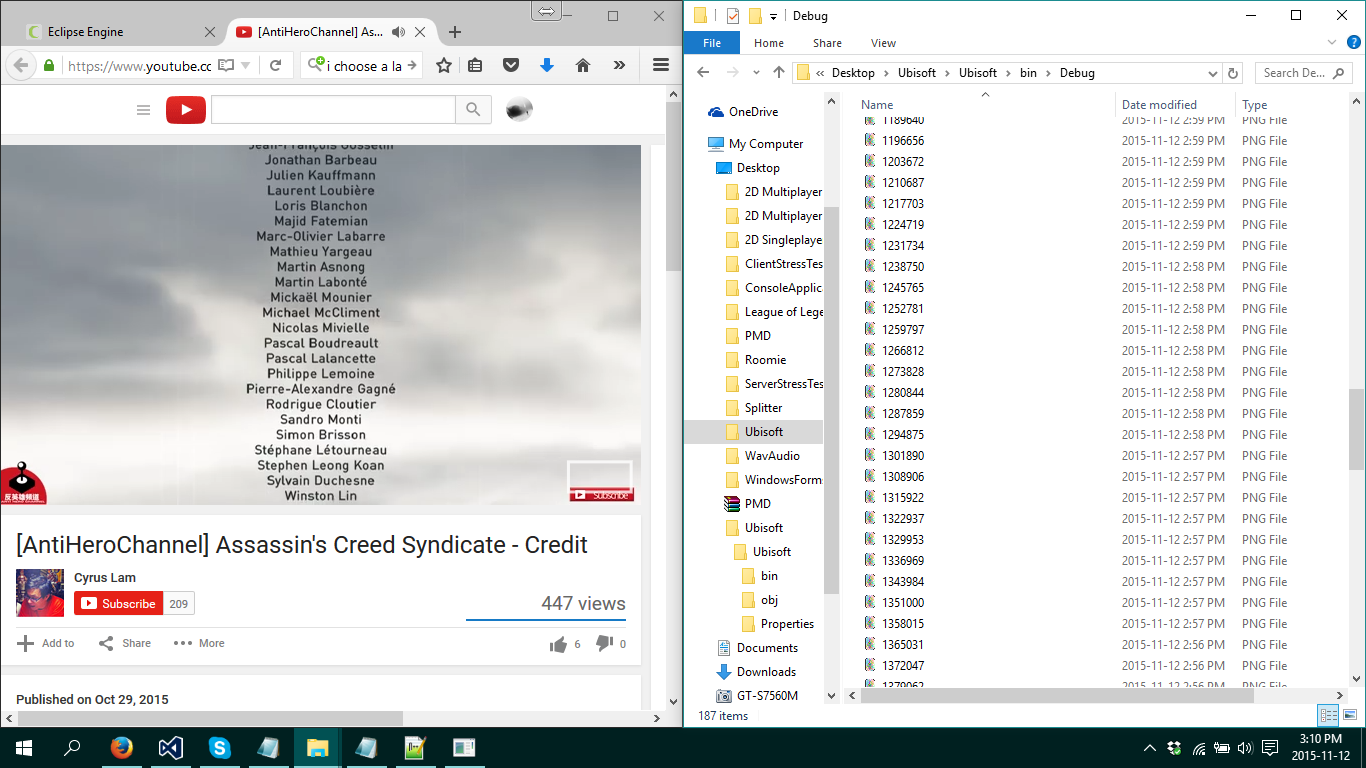 Eclipse Engine
[AntiHeroChannel] As...
https://www.youtube.cc
i choose a la
Jean-François Gosselin
Jonathan Barbeau
Julien Kauffmann
Laurent Loubière
Loris Blanchon
Majid Fatemian
Marc-Olivier Labarre
Mathieu Yargeau
Martin Asnong
Martin Labonté
Mickaël Mounier
Michael McCliment
Nicolas Mivielle
Pascal Boudreault
Pascal Lalancette
Philippe Lemoine
Pierre-Alexandre Gagné
Rodrigue Cloutier
Sandro Monti
Simon Brisson
Stéphane Létourneau
Stephen Leong Koan
Sylvain Duchesne
Winston Lin
反英雄頻道
Subscribe
[AntiHeroChannel] Assassin's Creed Syndicate - Credit
Cyrus Lam
Subscribe 209
447 views
Add to Share More
6 0
Published on Oct 29, 2015
Debug
File Home Share View
« Desktop Ubisoft Ubisoft bin Debug
Search De...
OneDrive
My Computer
Desktop
2D Multiplayer
2D Multiplayer
2D Singleplaye
ClientStressTes
ConsoleApplica
League of Lege
PMD
Roomie
ServerStressTes
Splitter
Ubisoft
WavAudio
WindowsForm
PMD
Ubisoft
Ubisoft
bin
obj
Properties
Documents
Downloads
GT-S7560M
Name Date modified Type
1189640 2015-11-12 2:59 PM PNG File
1196656 2015-11-12 2:59 PM PNG File
1203672 2015-11-12 2:59 PM PNG File
1210687 2015-11-12 2:59 PM PNG File
1217703 2015-11-12 2:59 PM PNG File
1224719 2015-11-12 2:59 PM PNG File
1231734 2015-11-12 2:59 PM PNG File
1238750 2015-11-12 2:58 PM PNG File
1245765 2015-11-12 2:58 PM PNG File
1252781 2015-11-12 2:58 PM PNG File
1259797 2015-11-12 2:58 PM PNG File
1266812 2015-11-12 2:58 PM PNG File
1273828 2015-11-12 2:58 PM PNG File
1280844 2015-11-12 2:58 PM PNG File
1287859 2015-11-12 2:58 PM PNG File
1294875 2015-11-12 2:58 PM PNG File
1301890 2015-11-12 2:57 PM PNG File
1308906 2015-11-12 2:57 PM PNG File
1315922 2015-11-12 2:57 PM PNG File
1322937 2015-11-12 2:57 PM PNG File
1329953 2015-11-12 2:57 PM PNG File
1336969 2015-11-12 2:57 PM PNG File
1343984 2015-11-12 2:57 PM PNG File
1351000 2015-11-12 2:57 PM PNG File
1358015 2015-11-12 2:57 PM PNG File
1365031 2015-11-12 2:56 PM PNG File
1372047 2015-11-12 2:56 PM PNG File
1379062 2015-11-12 2:56 PM PNG File
187 items
3:10 PM
2015-11-12